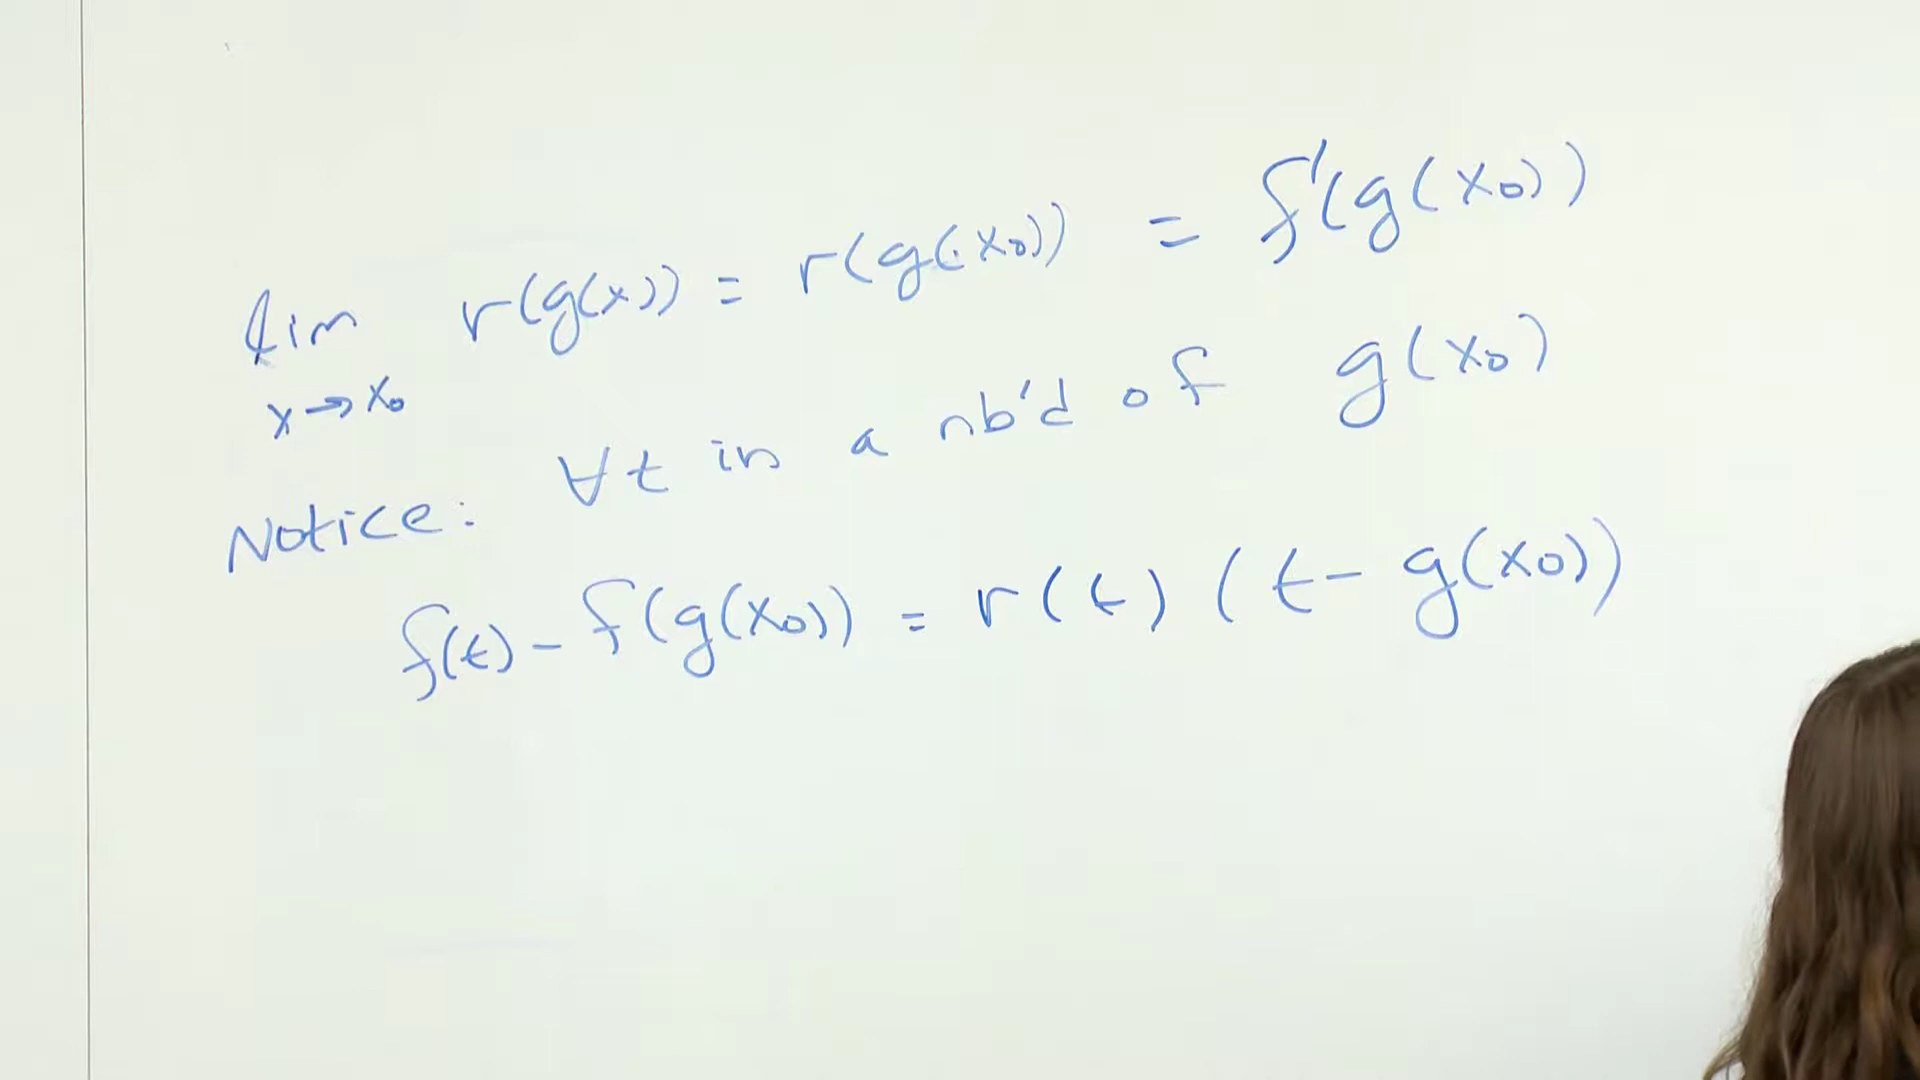 lim r(g(x)) = r(g(x₀)) = f'(g(x₀))
x→x₀
Notice: ∀t in a nb'd of g(x₀)
f(t) - f(g(x₀)) = r(t) (t - g(x₀))